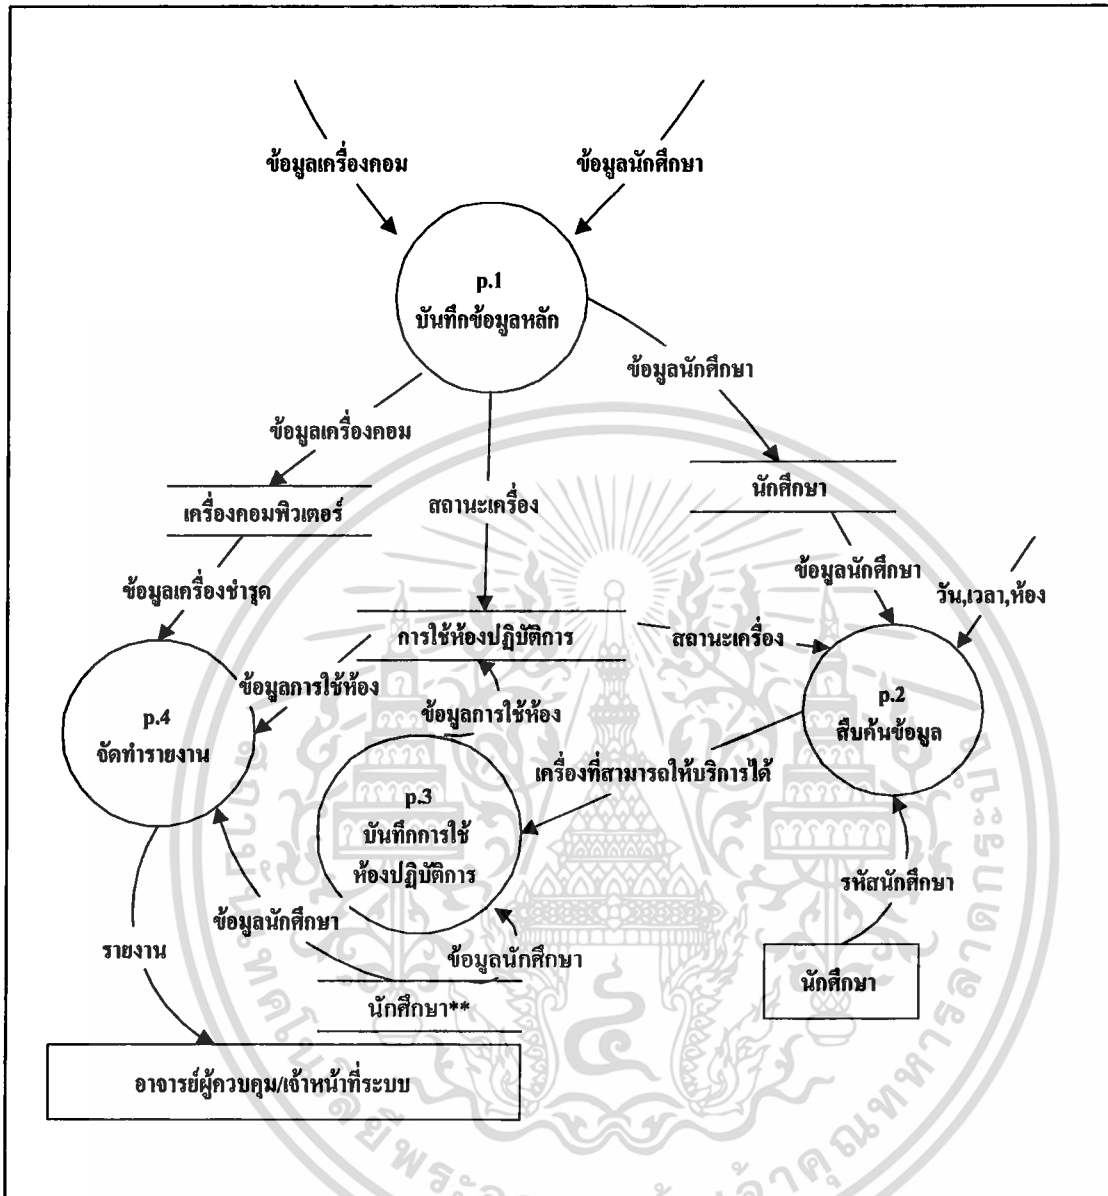 ข้อมูลเครื่องคอม
ข้อมูลนักศึกษา
p.1
บันทึกข้อมูลหลัก
ข้อมูลนักศึกษา
ข้อมูลเครื่องคอม
เครื่องคอมพิวเตอร์
สถานะเครื่อง
นักศึกษา
ข้อมูลเครื่องชำรุด
ข้อมูลนักศึกษา
วัน,เวลา,ห้อง
การใช้ห้องปฏิบัติการ
สถานะเครื่อง
ข้อมูลการใช้ห้อง
p.4
จัดทำรายงาน
ข้อมูลการใช้ห้อง
p.2
สืบค้นข้อมูล
เครื่องที่สามารถให้บริการได้
p.3
บันทึกการใช้
ห้องปฏิบัติการ
รหัสนักศึกษา
ข้อมูลนักศึกษา
รายงาน
ข้อมูลนักศึกษา
นักศึกษา
นักศึกษา**
อาจารย์ผู้ควบคุม/เจ้าหน้าที่ระบบ